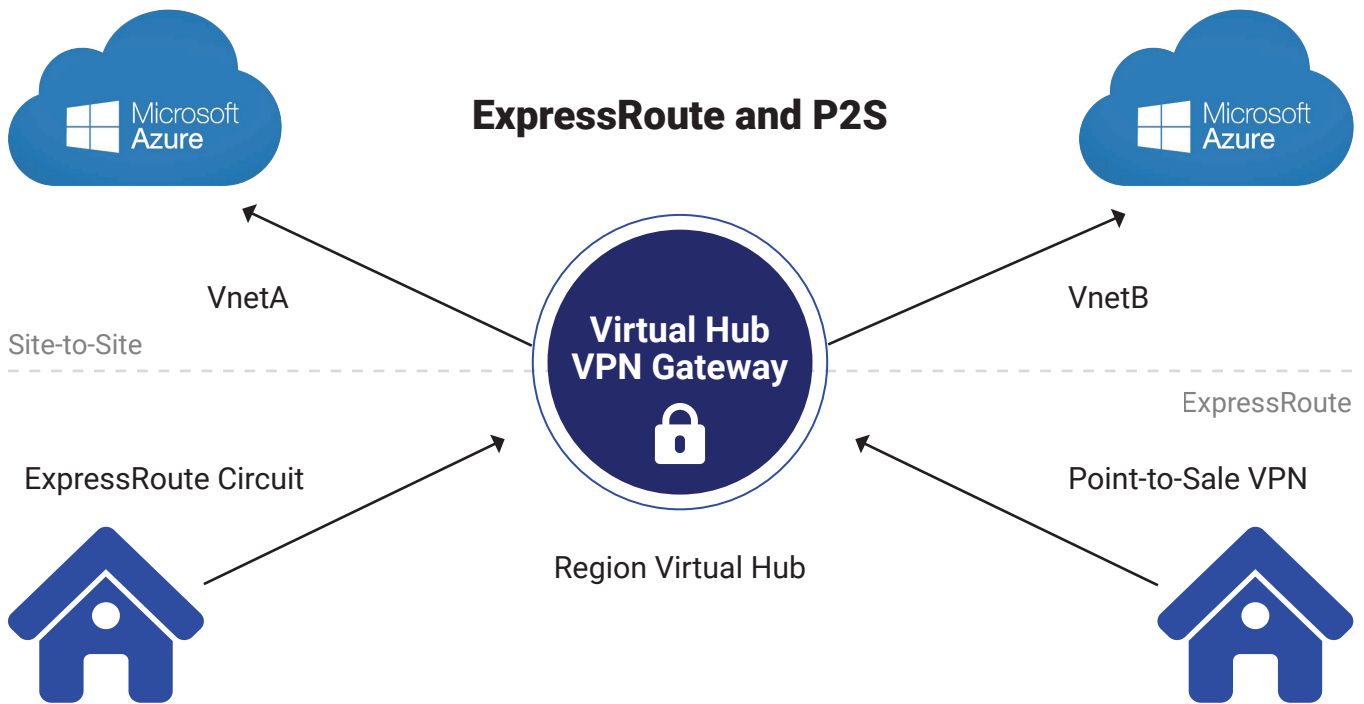 Microsoft
Azure
ExpressRoute and P2S
Microsoft
Azure
VnetA
VnetB
Virtual Hub
VPN Gateway
Site-to-Site
ExpressRoute
ExpressRoute Circuit
Point-to-Sale VPN
Region Virtual Hub